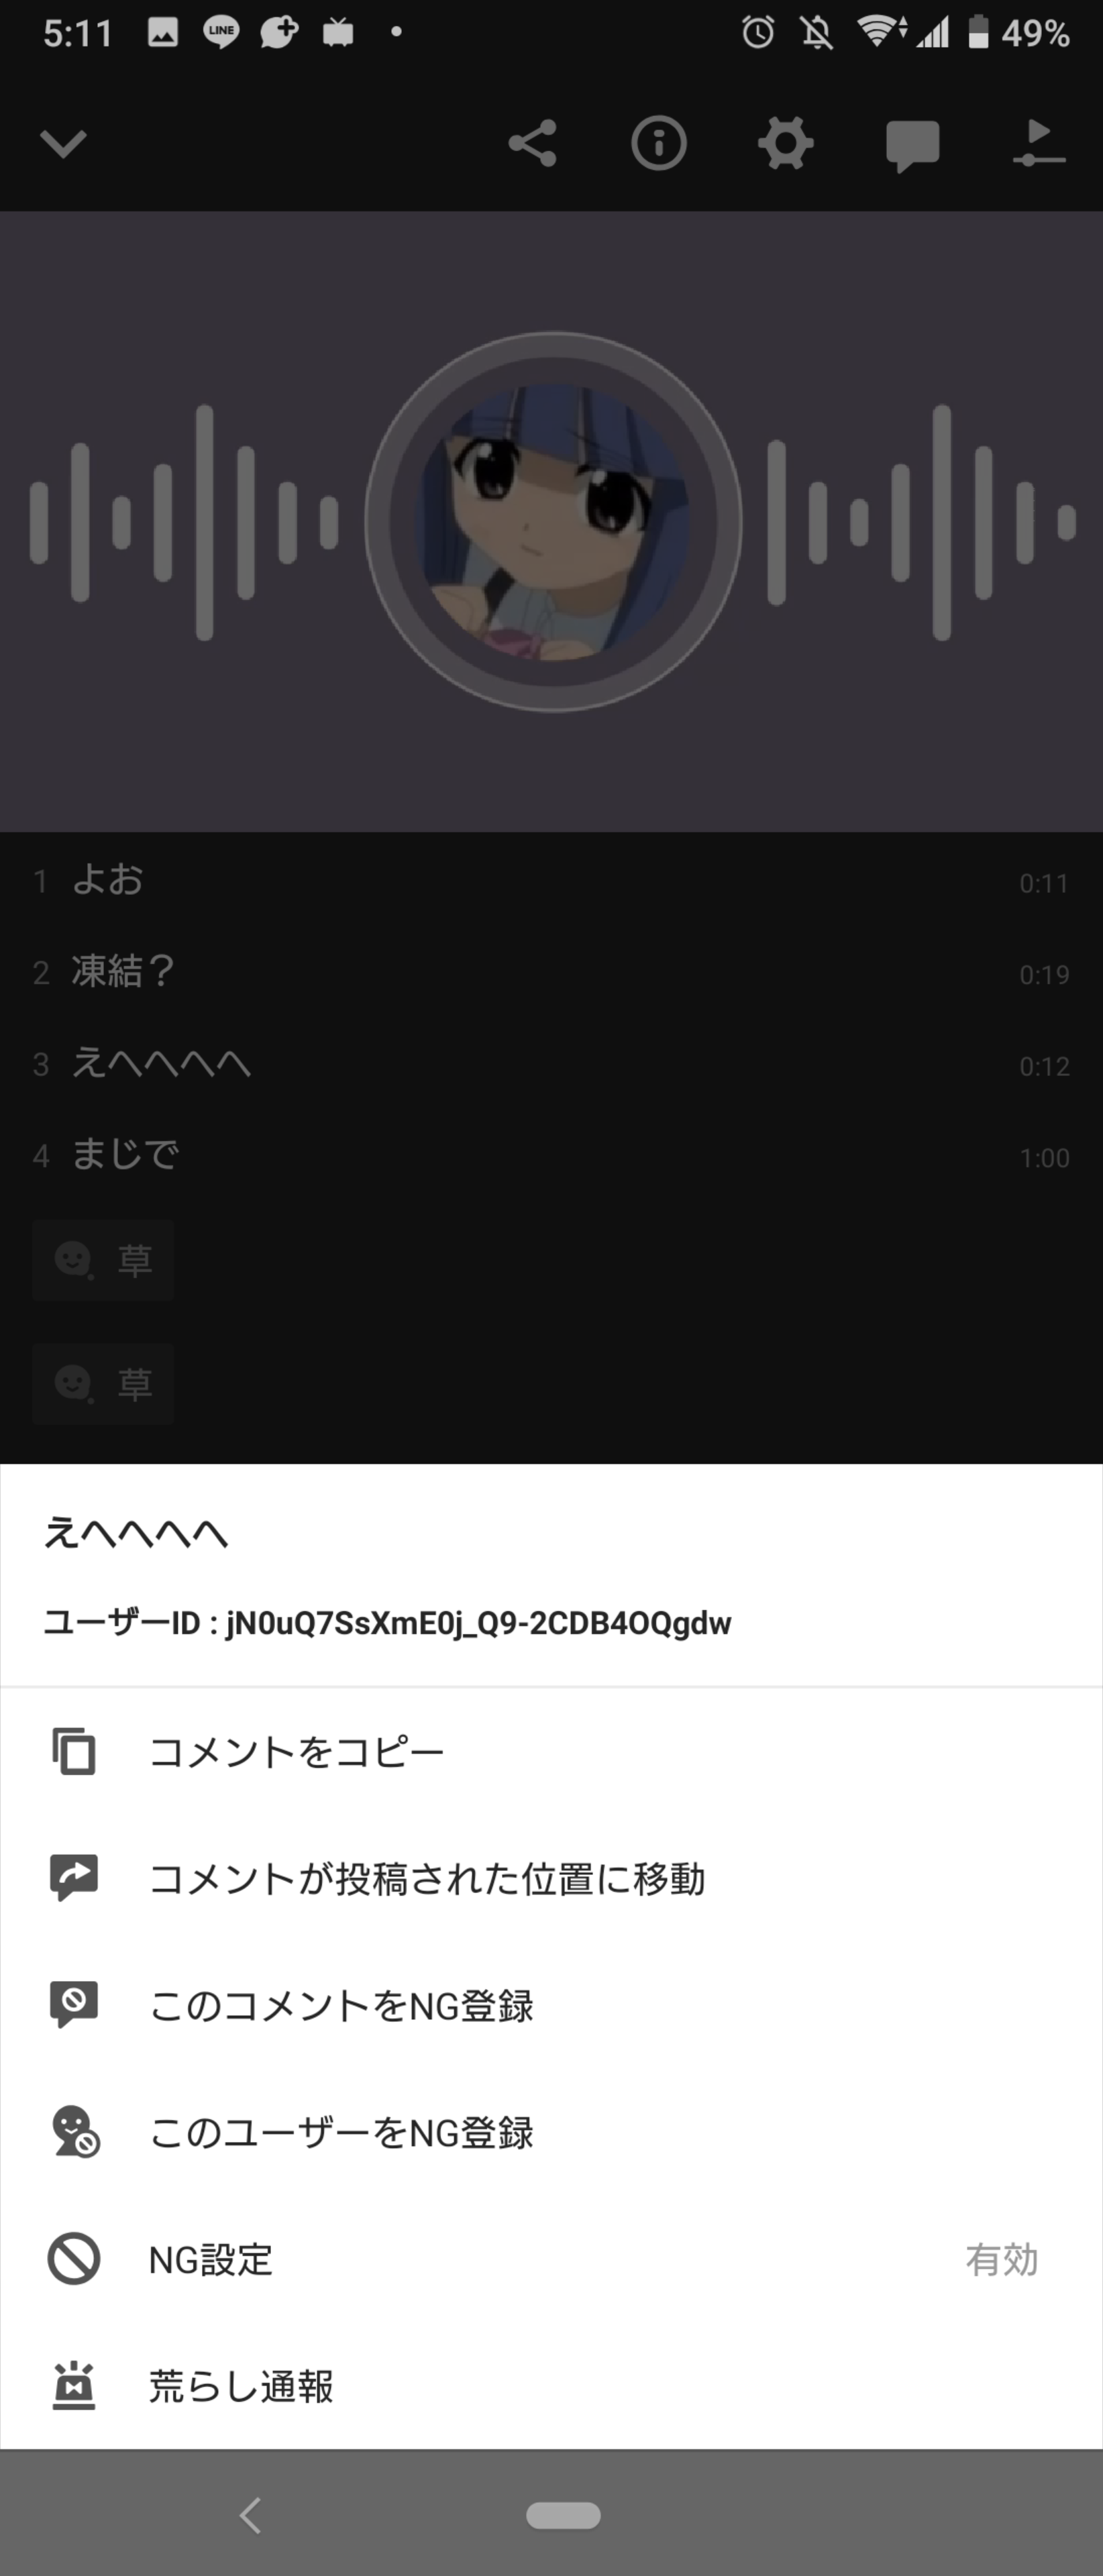 5:11 LINE 49%
1 よお 0:11
2 凍結？ 0:19
3 えへへへへ 0:12
4 まじで 1:00
草
草
えへへへへ
ユーザーID : jN0uQ7SsXmE0j_Q9-2CDB4OQgdw
コメントをコピー
コメントが投稿された位置に移動
このコメントをNG登録
このユーザーをNG登録
NG設定 有効
荒らし通報